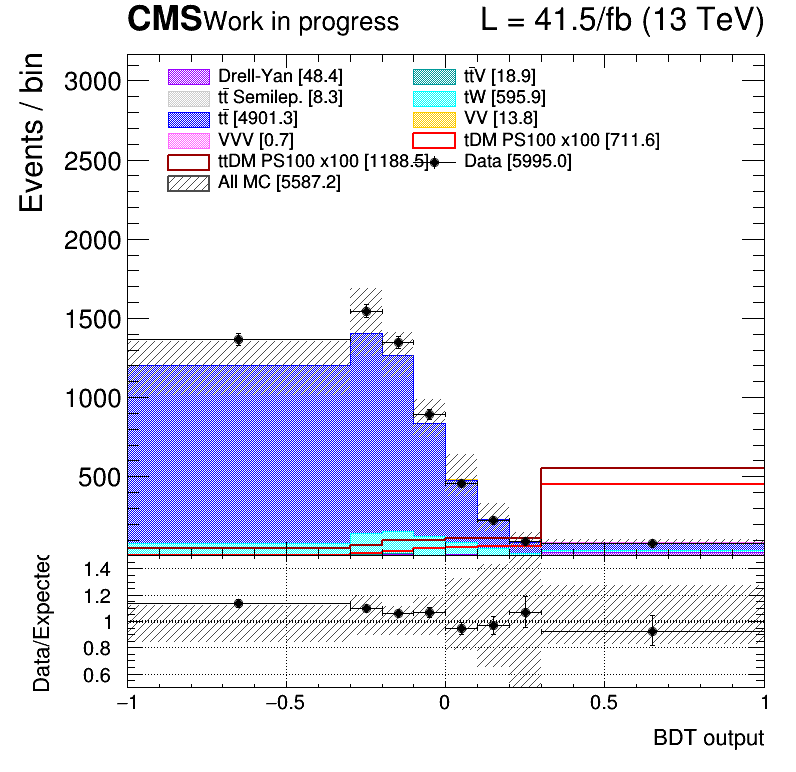 CMS Work in progress L = 41.5/fb (13 TeV)
Events / bin
3000
2500
2000
1500
1000
500
Drell-Yan [48.4] tt̄V [18.9]
tt̄ Semilep. [8.3] tW [595.9]
tt̄ [4901.3] VV [13.8]
VVV [0.7] tDM PS100 x100 [711.6]
ttDM PS100 x100 [1188.5] Data [5995.0]
All MC [5587.2]
Data/Expected
1.4
1.2
1
0.8
0.6
−1 −0.5 0 0.5 1
BDT output